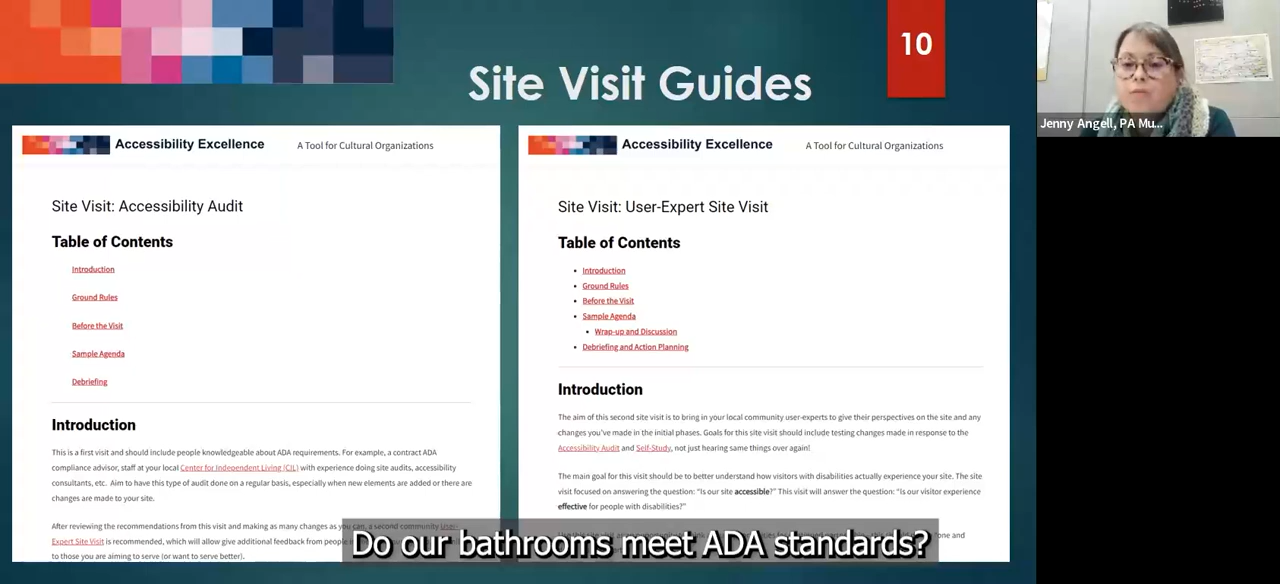 10
Site Visit Guides
Jenny Angell, PA Mu...
Accessibility Excellence A Tool for Cultural Organizations
Site Visit: Accessibility Audit
Table of Contents
Introduction
Ground Rules
Before the Visit
Sample Agenda
Debriefing
Introduction
This is a first visit and should include people knowledgeable about ADA requirements. For example, a contract ADA
compliance advisor, staff at your local Center for Independent Living (CIL) with experience doing site audits, accessibility
consultants, etc. Aim to have this type of audit done on a regular basis, especially when new elements are added or there are
changes are made to your site.
After reviewing the recommendations from this visit and making as many changes as you can, a second community User-
Expert Site Visit is recommended, which will allow give additional feedback from people
to those you are aiming to serve (or want to serve better).
Accessibility Excellence A Tool for Cultural Organizations
Site Visit: User-Expert Site Visit
Table of Contents
Introduction
Ground Rules
Before the Visit
Sample Agenda
Wrap-up and Discussion
Debriefing and Action Planning
Introduction
The aim of this second site visit is to bring in your local community user-experts to give their perspectives on the site and any
changes you've made in the initial phases. Goals for this site visit should include testing changes made in response to the
Accessibility Audit and Self-Study, not just hearing same things over again!
The main goal for this visit should be to better understand how visitors with disabilities actually experience your site. The site
visit focused on answering the question: "Is our site accessible?" This visit will answer the question: "Is our visitor experience
effective for people with disabilities?"
Do our bathrooms meet ADA standards?